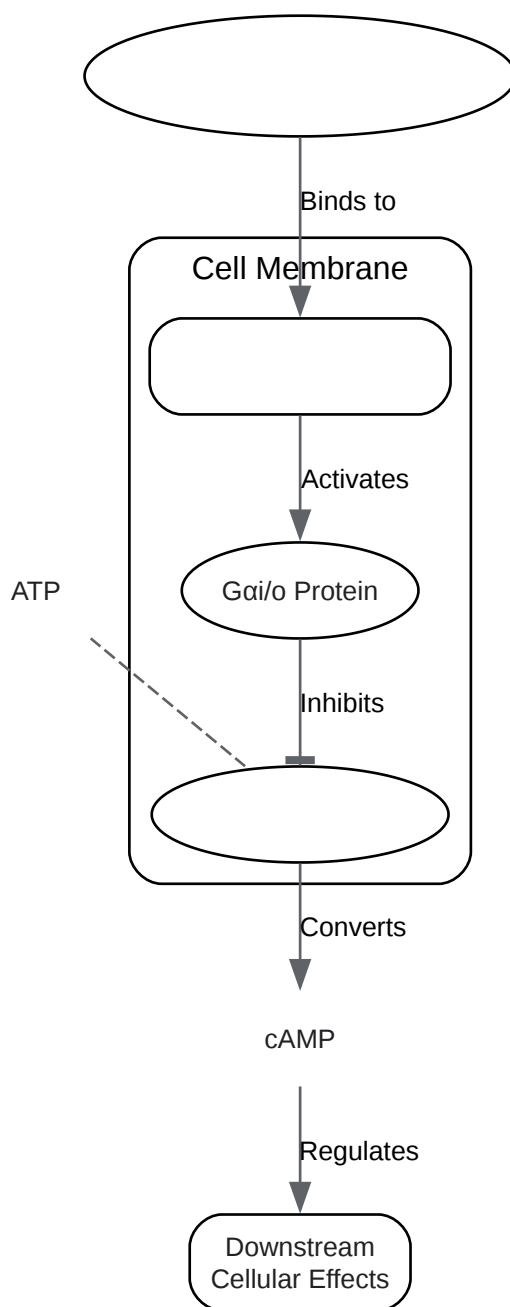 Binds to
Cell Membrane
Activates
Gαi/o Protein
ATP
Inhibits
Converts
cAMP
Regulates
Downstream
Cellular Effects